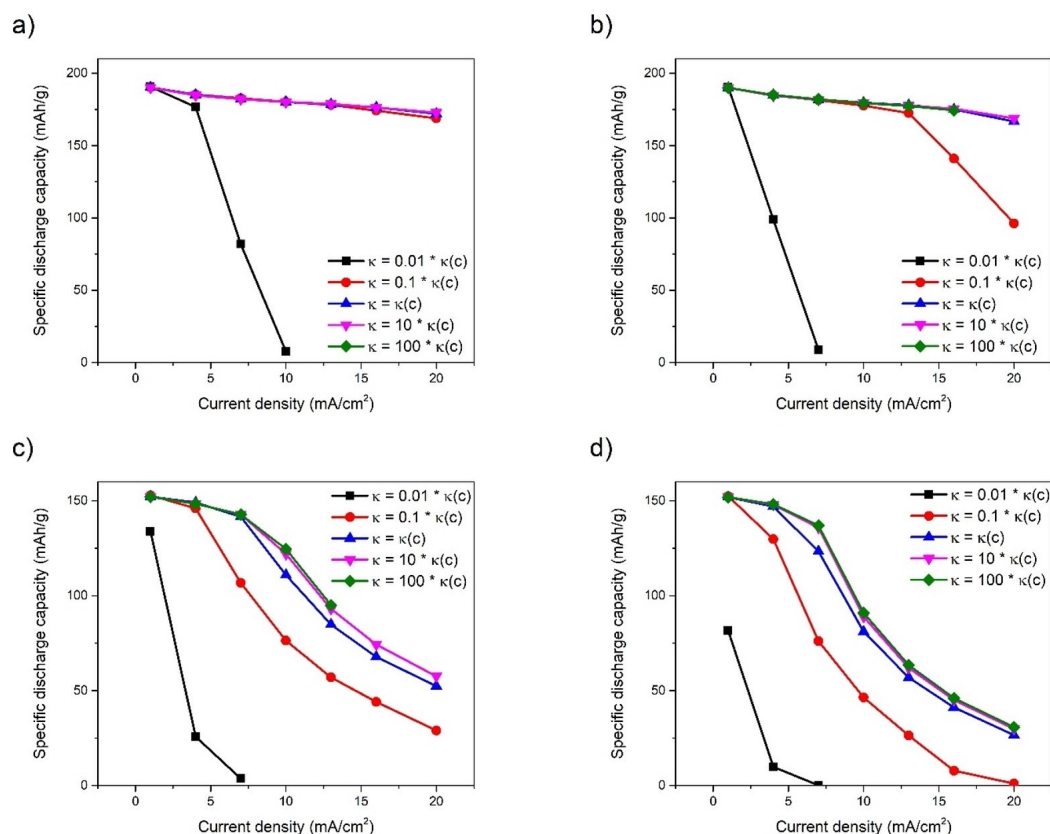 a)
Specific discharge capacity (mAh/g)
200
150
100
50
0
κ = 0.01 * κ(c)
κ = 0.1 * κ(c)
κ = κ(c)
κ = 10 * κ(c)
κ = 100 * κ(c)
0 5 10 15 20
Current density (mA/cm²)
b)
Specific discharge capacity (mAh/g)
200
150
100
50
0
κ = 0.01 * κ(c)
κ = 0.1 * κ(c)
κ = κ(c)
κ = 10 * κ(c)
κ = 100 * κ(c)
0 5 10 15 20
Current density (mA/cm²)
c)
Specific discharge capacity (mAh/g)
150
100
50
0
κ = 0.01 * κ(c)
κ = 0.1 * κ(c)
κ = κ(c)
κ = 10 * κ(c)
κ = 100 * κ(c)
0 5 10 15 20
Current density (mA/cm²)
d)
Specific discharge capacity (mAh/g)
150
100
50
0
κ = 0.01 * κ(c)
κ = 0.1 * κ(c)
κ = κ(c)
κ = 10 * κ(c)
κ = 100 * κ(c)
0 5 10 15 20
Current density (mA/cm²)